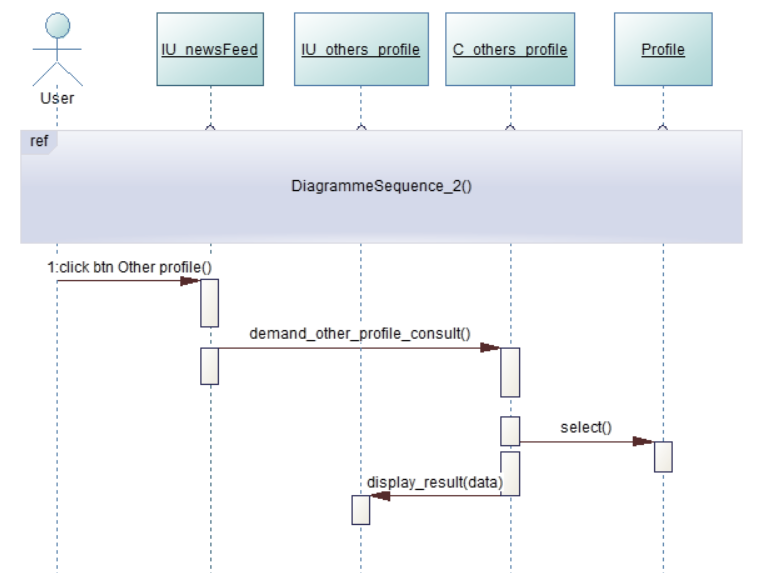 IU_newsFeed
IU_others_profile
C_others_profile
Profile
User
ref
DiagrammeSequence_2()
1:click btn Other profile()
demand_other_profile_consult()
select()
display_result(data)